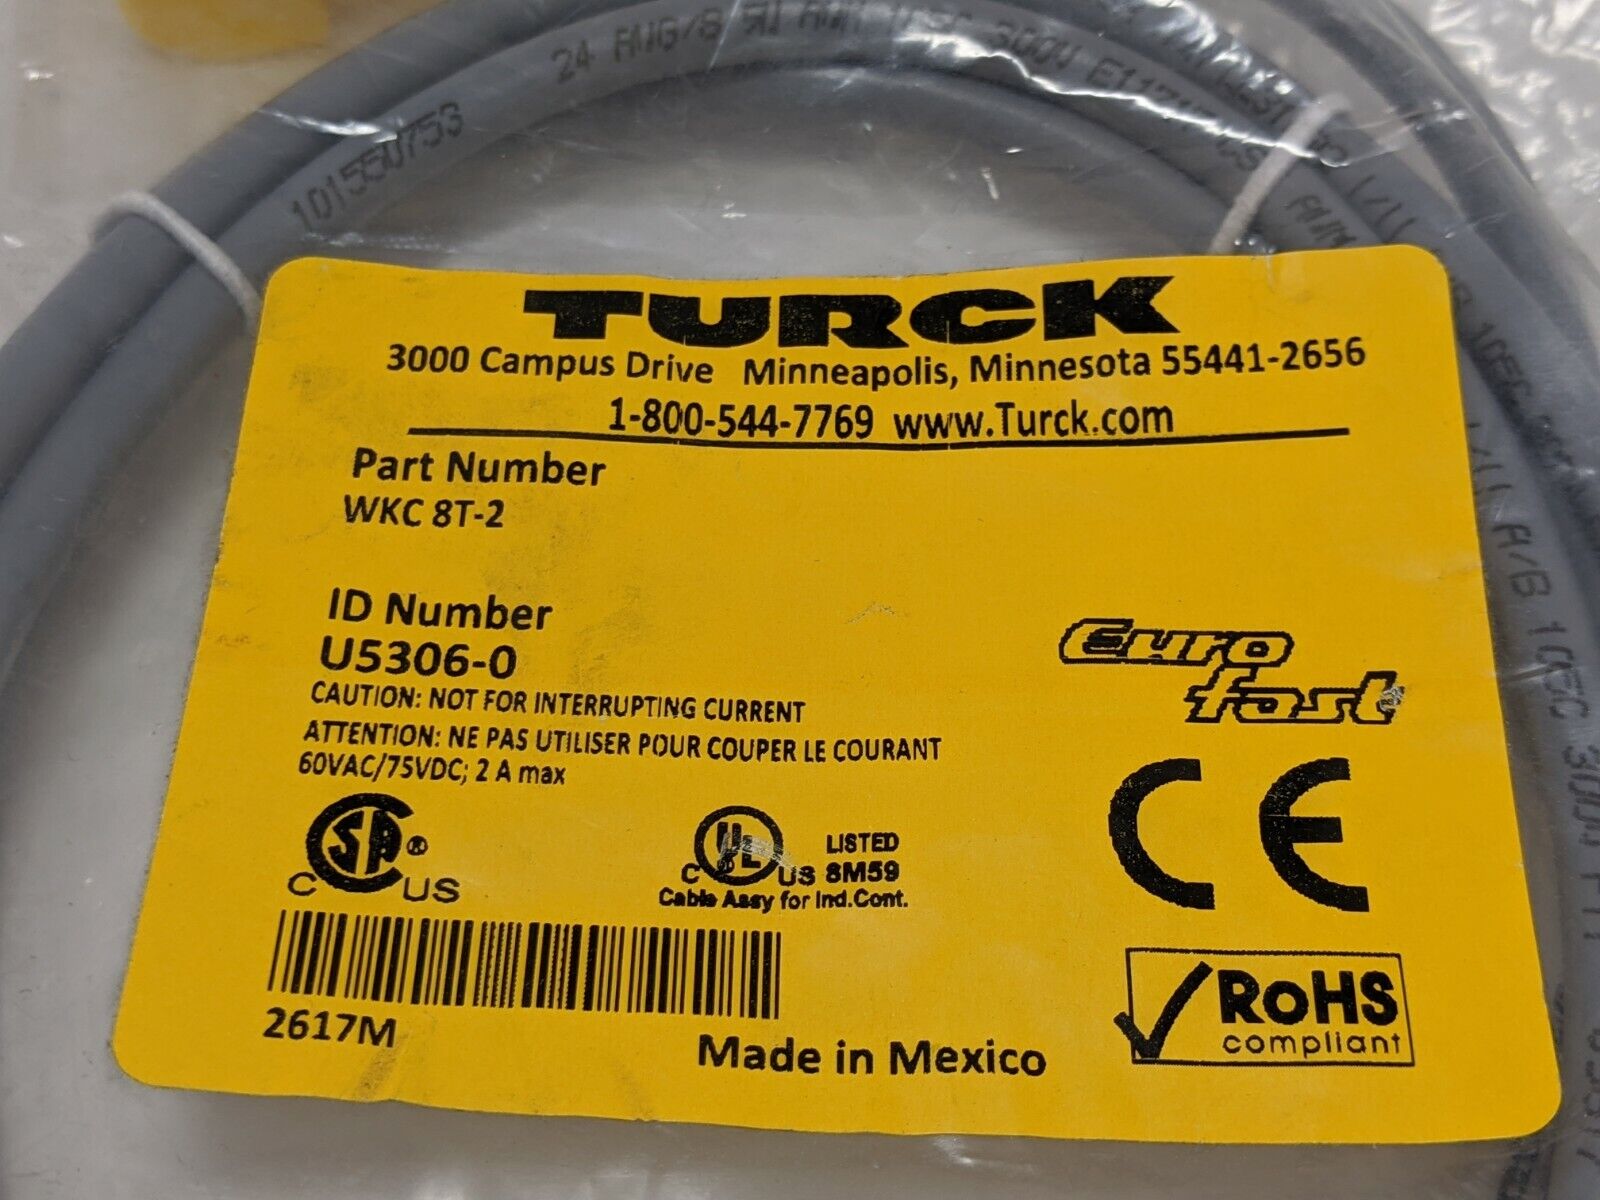 24 AWG/8
101550753
TURCK
3000 Campus Drive Minneapolis, Minnesota 55441-2656
1-800-544-7769 www.Turck.com
Part Number
WKC 8T-2
ID Number
U5306-0
CAUTION: NOT FOR INTERRUPTING CURRENT
ATTENTION: NE PAS UTILISER POUR COUPER LE COURANT
60VAC/75VDC; 2 A max
Euro
fast
CE
SA ®
C US
UL
C US
LISTED
8M59
Cable Assy for Ind.Cont.
2617M
Made in Mexico
RoHS
compliant